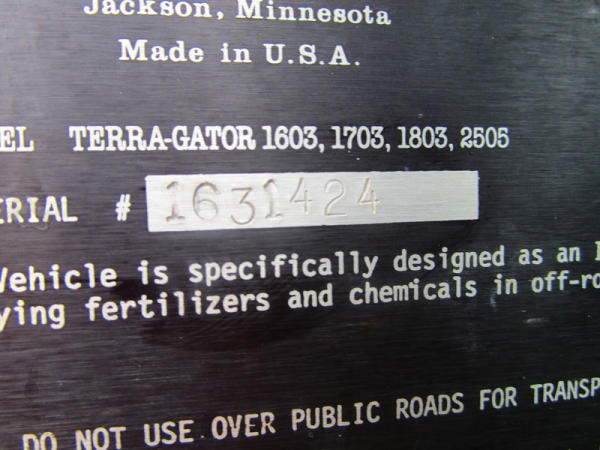 Jackson, Minnesota
Made in U.S.A.
EL TERRA-GATOR 1603, 1703, 1803, 2505
ERIAL # 1631424
Vehicle is specifically designed as an I
ying fertilizers and chemicals in off-ro
DO NOT USE OVER PUBLIC ROADS FOR TRANSP